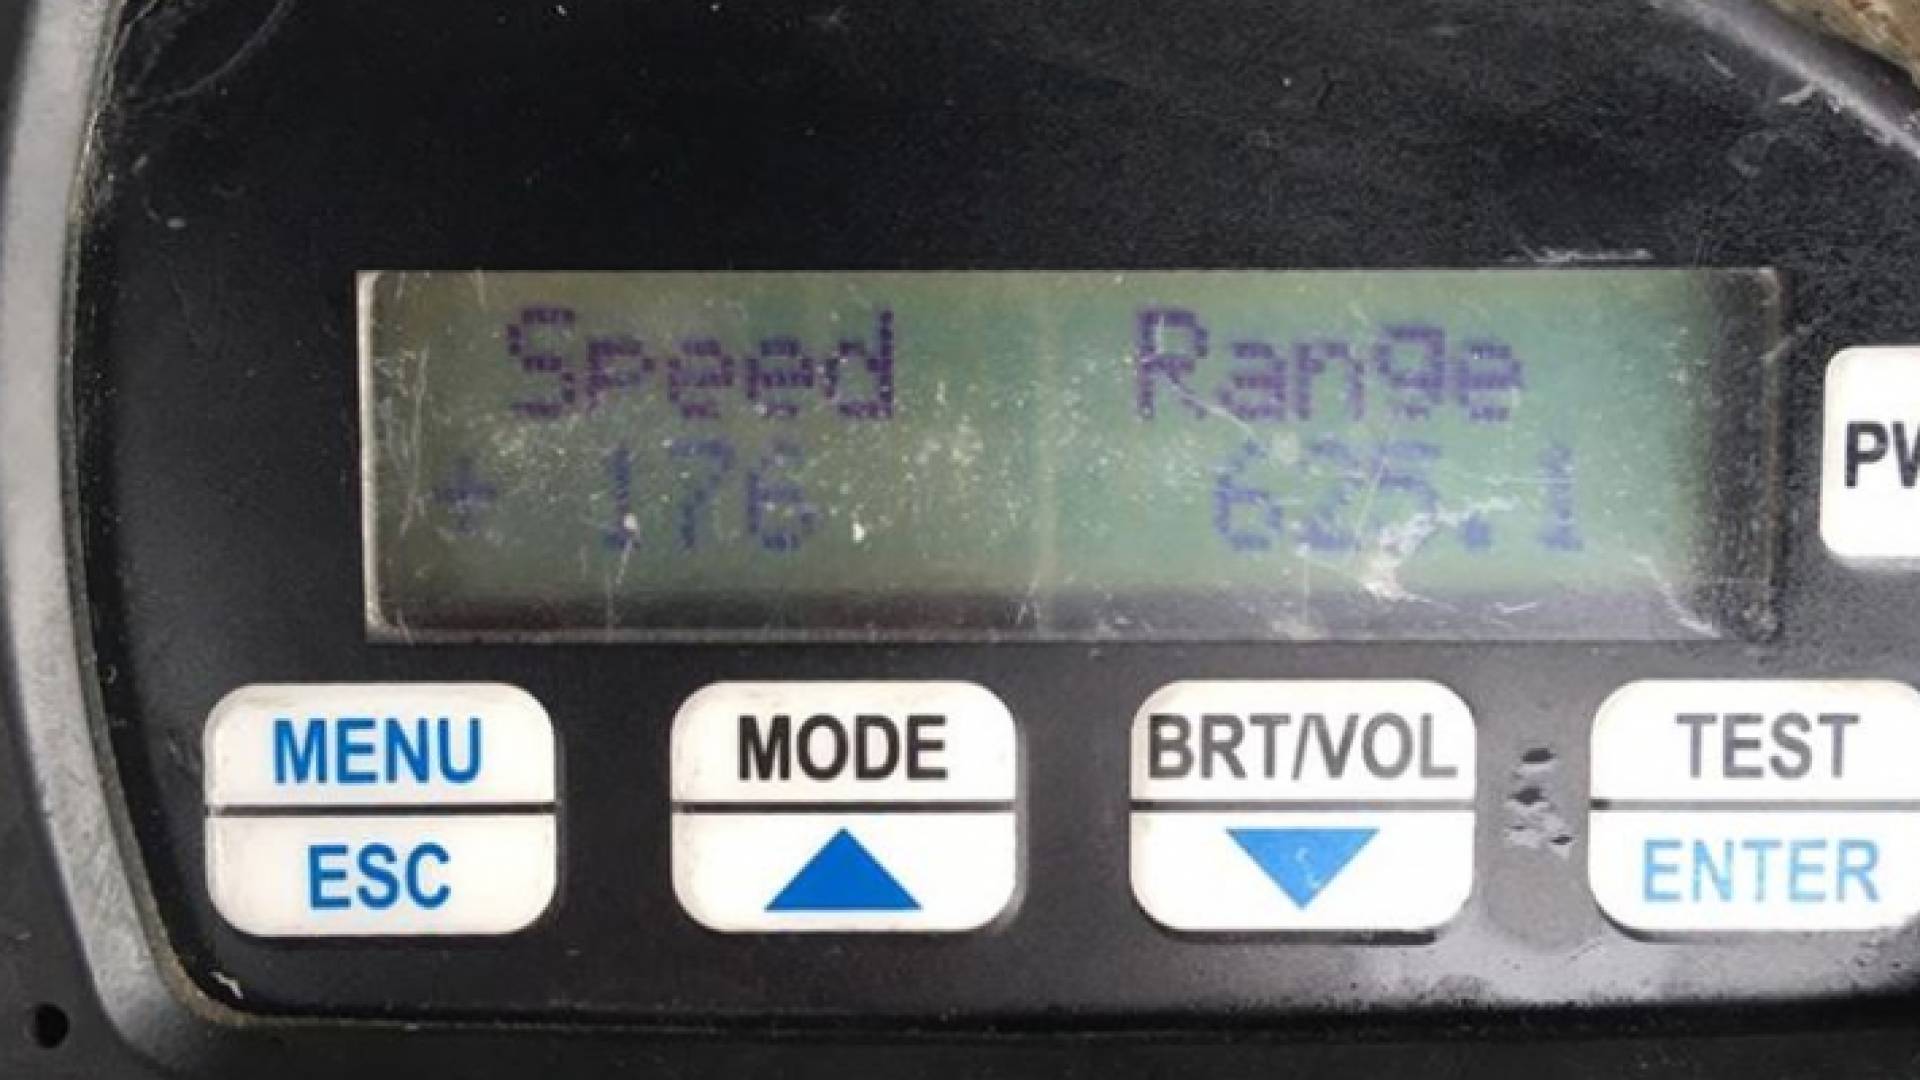 Speed Range
+ 176 625.1
PW
MENU MODE BRT/VOL TEST
ESC ENTER